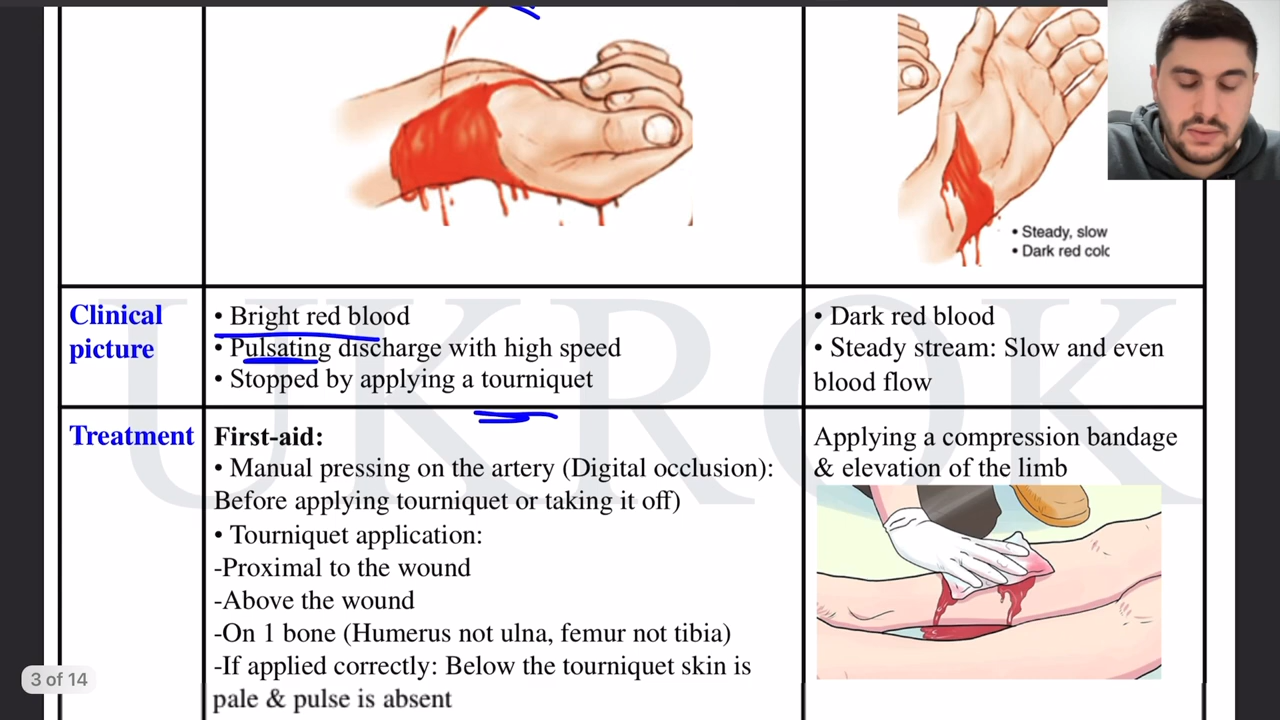 • Steady, slow
• Dark red colo
Clinical
picture
• Bright red blood
• Pulsating discharge with high speed
• Stopped by applying a tourniquet
• Dark red blood
• Steady stream: Slow and even
blood flow
Treatment
First-aid:
• Manual pressing on the artery (Digital occlusion):
Before applying tourniquet or taking it off)
• Tourniquet application:
-Proximal to the wound
-Above the wound
-On 1 bone (Humerus not ulna, femur not tibia)
-If applied correctly: Below the tourniquet skin is
pale & pulse is absent
Applying a compression bandage
& elevation of the limb
UKROK
3 of 14